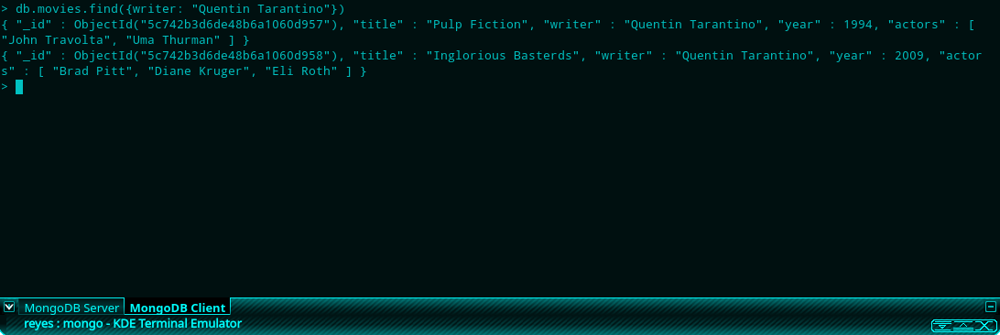 > db.movies.find({writer: "Quentin Tarantino"})
{ "_id" : ObjectId("5c742b3d6de48b6a1060d957"), "title" : "Pulp Fiction", "writer" : "Quentin Tarantino", "year" : 1994, "actors" : [
"John Travolta", "Uma Thurman" ] }
{ "_id" : ObjectId("5c742b3d6de48b6a1060d958"), "title" : "Inglorious Basterds", "writer" : "Quentin Tarantino", "year" : 2009, "actor
s" : [ "Brad Pitt", "Diane Kruger", "Eli Roth" ] }
>
MongoDB Server MongoDB Client
reyes : mongo - KDE Terminal Emulator